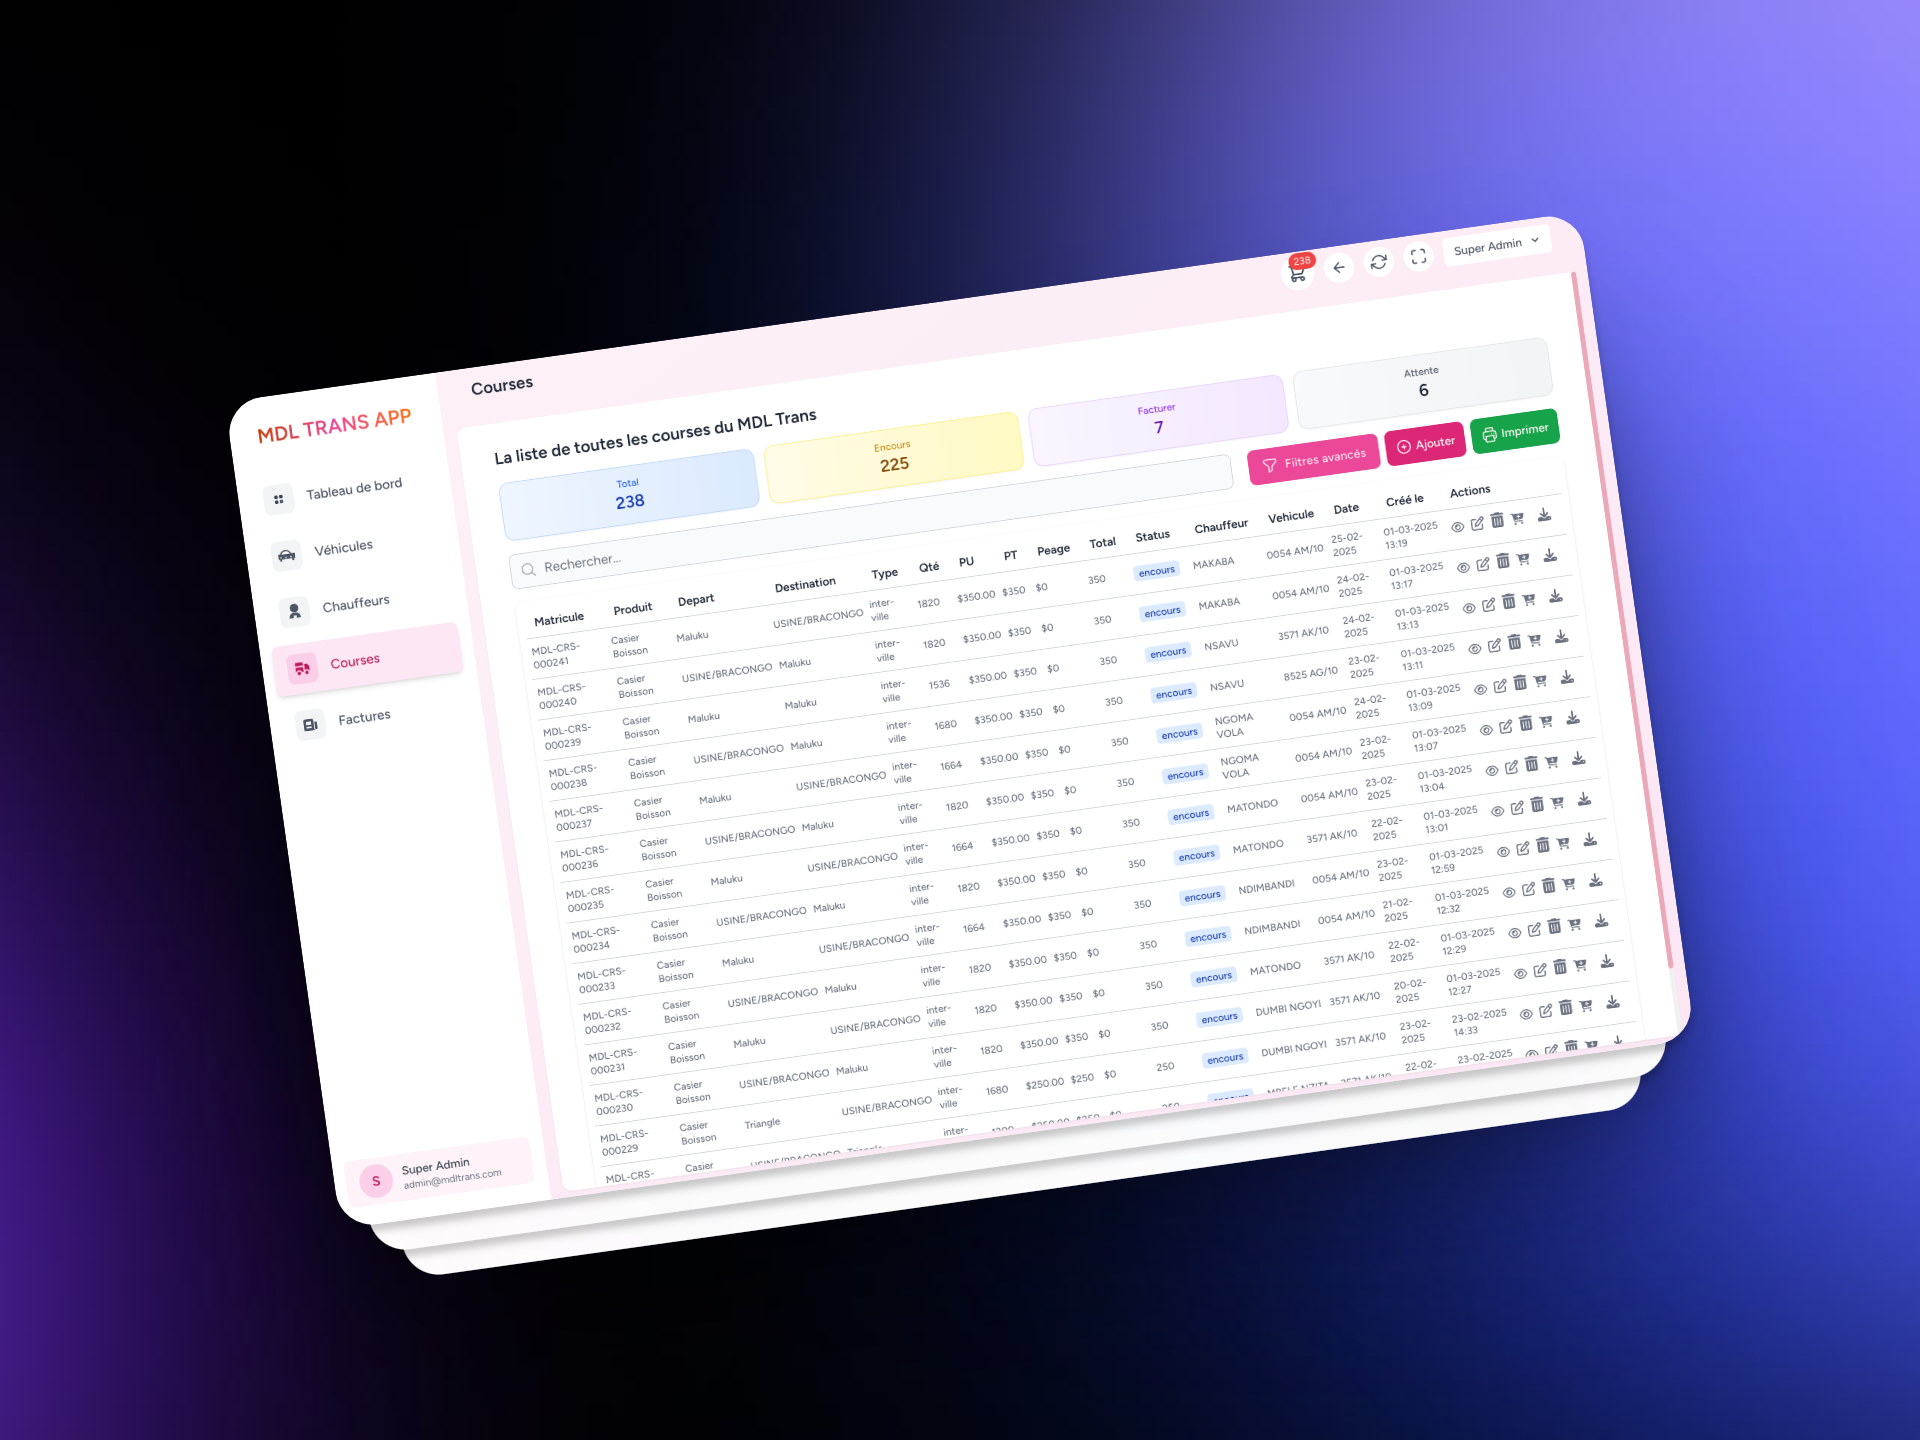 238
Super Admin
MDL TRANS APP
Tableau de bord
Véhicules
Chauffeurs
Courses
Factures
Super Admin
S
admin@mdltrans.com
Courses
La liste de toutes les courses du MDL Trans
Total
238
Encours
225
Facturer
7
Attente
6
Rechercher...
Filtres avancés
Ajouter
Imprimer
Matricule Produit Depart Destination Type Qté PU PT Peage Total Status Chauffeur Vehicule Date Créé le Actions
MDL-CRS-000241 Casier Boisson Maluku USINE/BRACONGO inter-ville 1820 $350.00 $350 $0 350 encours MAKABA 0054 AM/10 25-02-2025 01-03-2025 13:19
MDL-CRS-000240 Casier Boisson USINE/BRACONGO Maluku inter-ville 1820 $350.00 $350 $0 350 encours MAKABA 0054 AM/10 24-02-2025 01-03-2025 13:17
MDL-CRS-000239 Casier Boisson Maluku Maluku inter-ville 1536 $350.00 $350 $0 350 encours NSAVU 3571 AK/10 24-02-2025 01-03-2025 13:13
MDL-CRS-000238 Casier Boisson USINE/BRACONGO Maluku inter-ville 1680 $350.00 $350 $0 350 encours NSAVU 8525 AG/10 23-02-2025 01-03-2025 13:11
MDL-CRS-000237 Casier Boisson Maluku USINE/BRACONGO inter-ville 1664 $350.00 $350 $0 350 encours NGOMA VOLA 0054 AM/10 24-02-2025 01-03-2025 13:09
MDL-CRS-000236 Casier Boisson USINE/BRACONGO Maluku inter-ville 1820 $350.00 $350 $0 350 encours NGOMA VOLA 0054 AM/10 23-02-2025 01-03-2025 13:07
MDL-CRS-000235 Casier Boisson Maluku USINE/BRACONGO inter-ville 1664 $350.00 $350 $0 350 encours MATONDO 0054 AM/10 23-02-2025 01-03-2025 13:04
MDL-CRS-000234 Casier Boisson USINE/BRACONGO Maluku inter-ville 1820 $350.00 $350 $0 350 encours MATONDO 3571 AK/10 22-02-2025 01-03-2025 13:01
MDL-CRS-000233 Casier Boisson Maluku USINE/BRACONGO inter-ville 1664 $350.00 $350 $0 350 encours NDIMBANDI 0054 AM/10 23-02-2025 01-03-2025 12:59
MDL-CRS-000232 Casier Boisson USINE/BRACONGO Maluku inter-ville 1820 $350.00 $350 $0 350 encours NDIMBANDI 0054 AM/10 21-02-2025 01-03-2025 12:32
MDL-CRS-000231 Casier Boisson Maluku USINE/BRACONGO inter-ville 1820 $350.00 $350 $0 350 encours MATONDO 3571 AK/10 22-02-2025 01-03-2025 12:29
MDL-CRS-000230 Casier Boisson USINE/BRACONGO Maluku inter-ville 1820 $350.00 $350 $0 350 encours DUMBI NGOYI 3571 AK/10 20-02-2025 01-03-2025 12:27
MDL-CRS-000229 Casier Boisson Triangle USINE/BRACONGO inter-ville 1680 $250.00 $250 $0 250 encours DUMBI NGOYI 3571 AK/10 23-02-2025 23-02-2025 14:33
MDL-CRS- Casier USINE/BRACONGO Triangle inter- encours 3571 AK/10 22-02- 23-02-2025